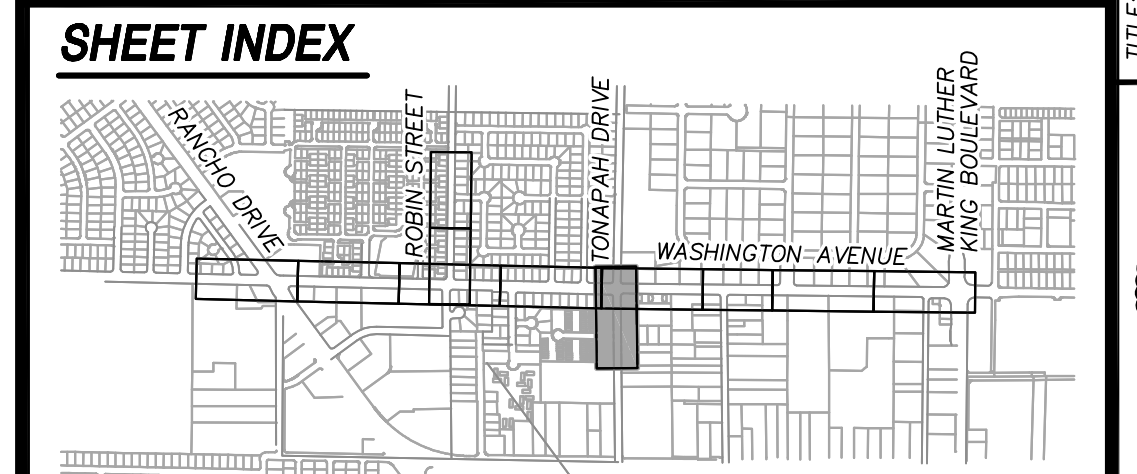 SHEET INDEX
RANCHO DRIVE
ROBIN STREET
TONAPAH DRIVE
WASHINGTON AVENUE
MARTIN LUTHER
KING BOULEVARD